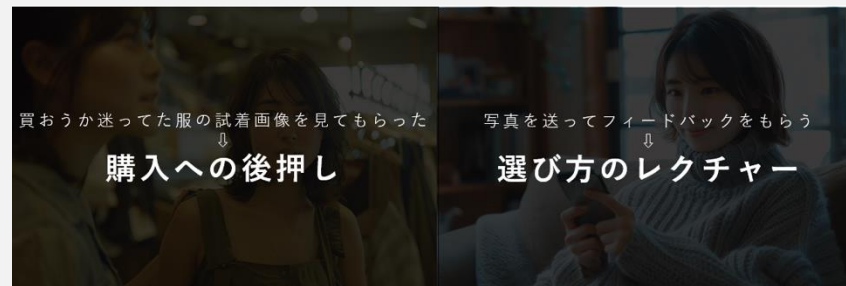 買おうか迷ってた服の試着画像を見てもらった
⇩
購入への後押し
写真を送ってフィードバックをもらう
⇩
選び方のレクチャー